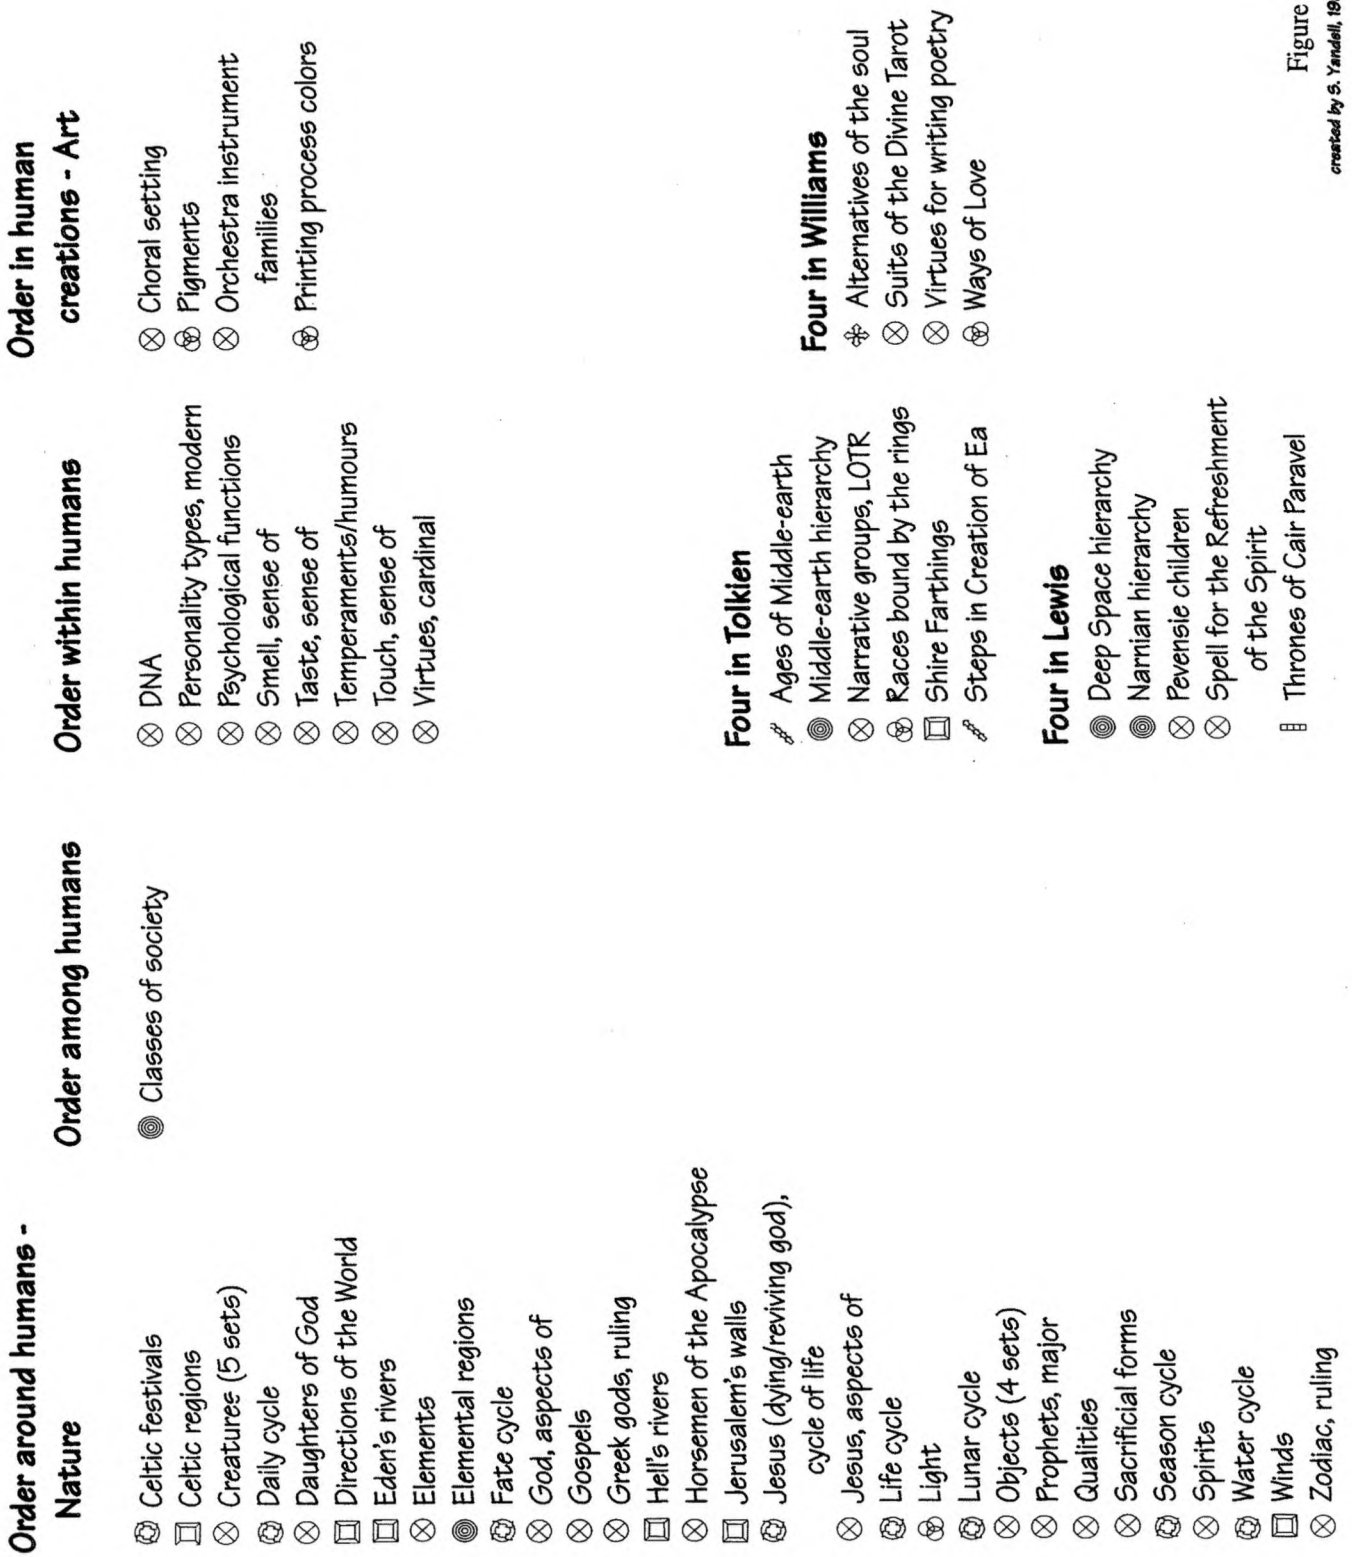 Order around humans -
Nature
Celtic festivals
Celtic regions
Creatures (5 sets)
Daily cycle
Daughters of God
Directions of the World
Eden's rivers
Elements
Elemental regions
Fate cycle
God, aspects of
Gospels
Greek gods, ruling
Hell's rivers
Horsemen of the Apocalypse
Jerusalem's walls
Jesus (dying/reviving god),
cycle of life
Jesus, aspects of
Life cycle
Light
Lunar cycle
Objects (4 sets)
Prophets, major
Qualities
Sacrificial forms
Season cycle
Spirits
Water cycle
Winds
Zodiac, ruling
Order among humans
Classes of society
Order within humans
DNA
Personality types, modern
Psychological functions
Smell, sense of
Taste, sense of
Temperaments/humours
Touch, sense of
Virtues, cardinal
Order in human
creations - Art
Choral setting
Pigments
Orchestra instrument
families
Printing process colors
Four in Tolkien
Ages of Middle-earth
Middle-earth hierarchy
Narrative groups, LOTR
Races bound by the rings
Shire Farthings
Steps in Creation of Ea
Four in Lewis
Deep Space hierarchy
Narnian hierarchy
Pevensie children
Spell for the Refreshment
of the Spirit
Thrones of Cair Paravel
Four in Williams
Alternatives of the soul
Suits of the Divine Tarot
Virtues for writing poetry
Ways of Love
Figure
created by S. Yandell,